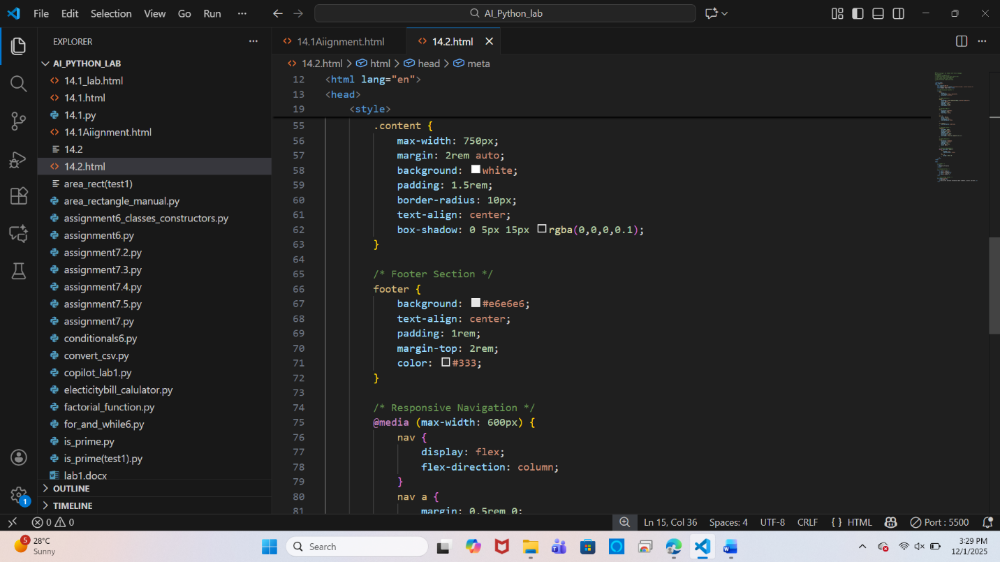 File Edit Selection View Go Run ··· AI_Python_lab
EXPLORER ···
AI_PYTHON_LAB
14.1_lab.html
14.1.html
14.1.py
14.1Aiignment.html
14.2
14.2.html
area_rect(test1)
area_rectangle_manual.py
assignment6_classes_constructors.py
assignment6.py
assignment7.2.py
assignment7.3.py
assignment7.4.py
assignment7.5.py
assignment7.py
conditionals6.py
convert_csv.py
copilot_lab1.py
electicitybill_calulator.py
factorial_function.py
for_and_while6.py
is_prime.py
is_prime(test1).py
lab1.docx
OUTLINE
TIMELINE
1
14.1Aiignment.html 14.2.html
14.2.html > html > head > meta
12 <html lang="en">
13 <head>
19 <style>
55 .content {
56 max-width: 750px;
57 margin: 2rem auto;
58 background: white;
59 padding: 1.5rem;
60 border-radius: 10px;
61 text-align: center;
62 box-shadow: 0 5px 15px rgba(0,0,0,0.1);
63 }
64
65 /* Footer Section */
66 footer {
67 background: #e6e6e6;
68 text-align: center;
69 padding: 1rem;
70 margin-top: 2rem;
71 color: #333;
72 }
73
74 /* Responsive Navigation */
75 @media (max-width: 600px) {
76 nav {
77 display: flex;
78 flex-direction: column;
79 }
80 nav a {
81 margin: 0.5rem 0;
0 0 Ln 15, Col 36 Spaces: 4 UTF-8 CRLF {} HTML Port : 5500
5 28°C
Sunny
Search
3:29 PM
12/1/2025